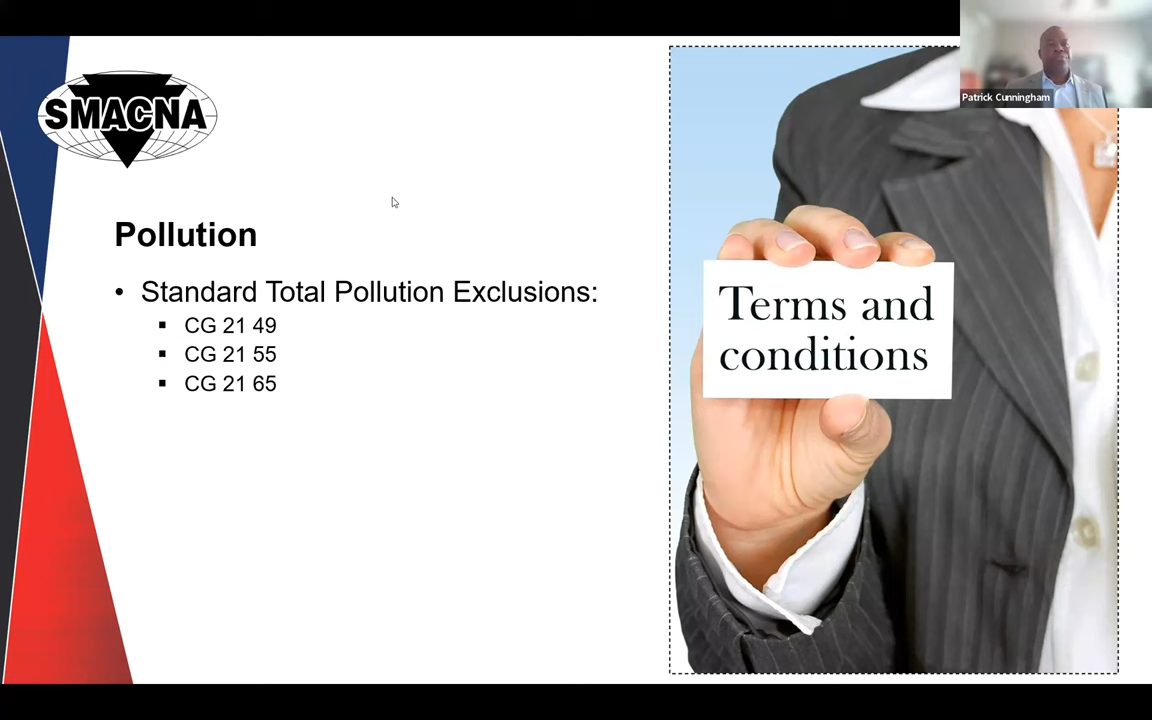 SMACNA
Patrick Cunningham
Pollution
• Standard Total Pollution Exclusions:
▪ CG 21 49
▪ CG 21 55
▪ CG 21 65
Terms and
conditions